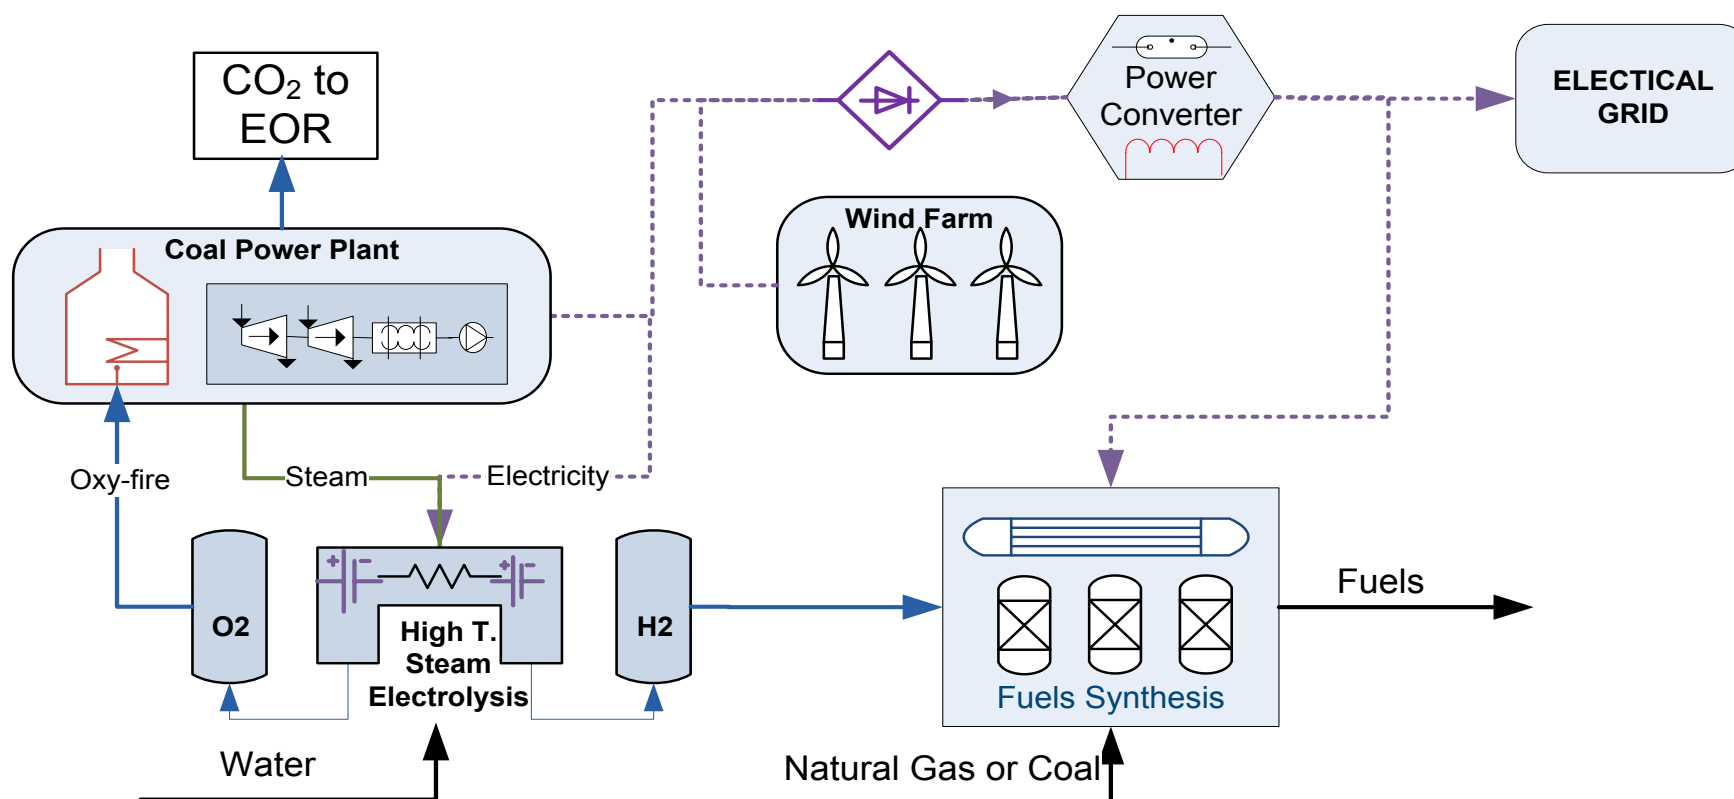 CO₂ to
EOR
Power
Converter
ELECTICAL
GRID
Wind Farm
Coal Power Plant
Oxy-fire
Steam
Electricity
+ -
+ -
O2
High T.
Steam
Electrolysis
H2
Fuels
Fuels Synthesis
Water
Natural Gas or Coal